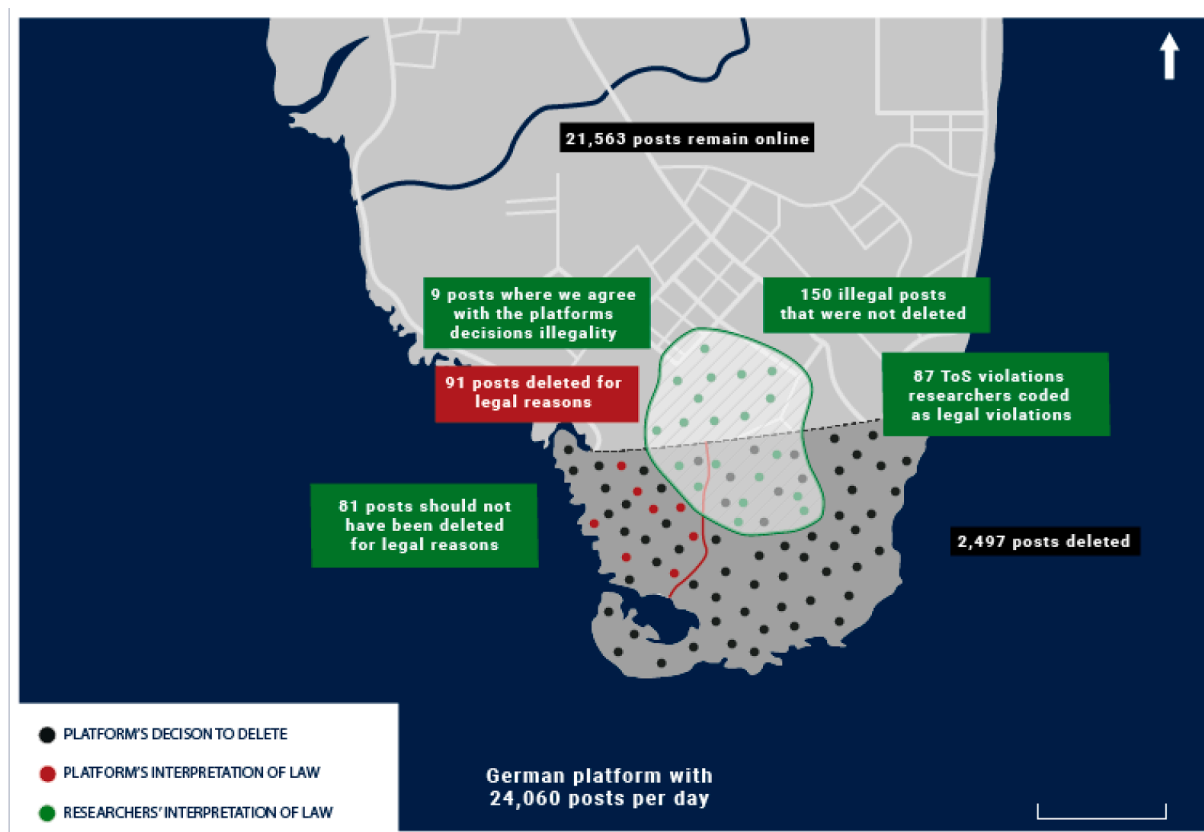 21,563 posts remain online
9 posts where we agree
with the platforms
decisions illegality
150 illegal posts
that were not deleted
91 posts deleted for
legal reasons
87 ToS violations
researchers coded
as legal violations
81 posts should not
have been deleted
for legal reasons
2,497 posts deleted
PLATFORM'S DECISON TO DELETE
PLATFORM'S INTERPRETATION OF LAW
RESEARCHERS' INTERPRETATION OF LAW
German platform with
24,060 posts per day